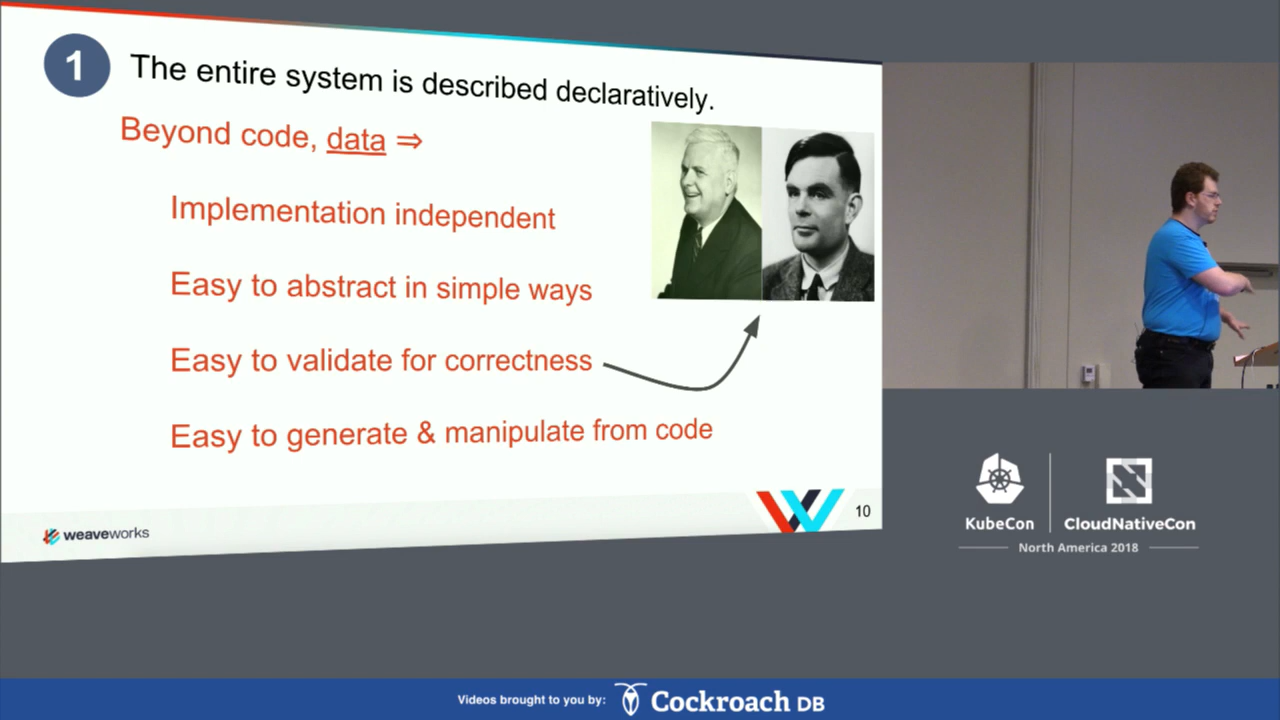 1
The entire system is described declaratively.
Beyond code, data ⇒
Implementation independent
Easy to abstract in simple ways
Easy to validate for correctness
Easy to generate & manipulate from code
weaveworks
10
KubeCon
CloudNativeCon
North America 2018
Videos brought to you by:
Cockroach DB